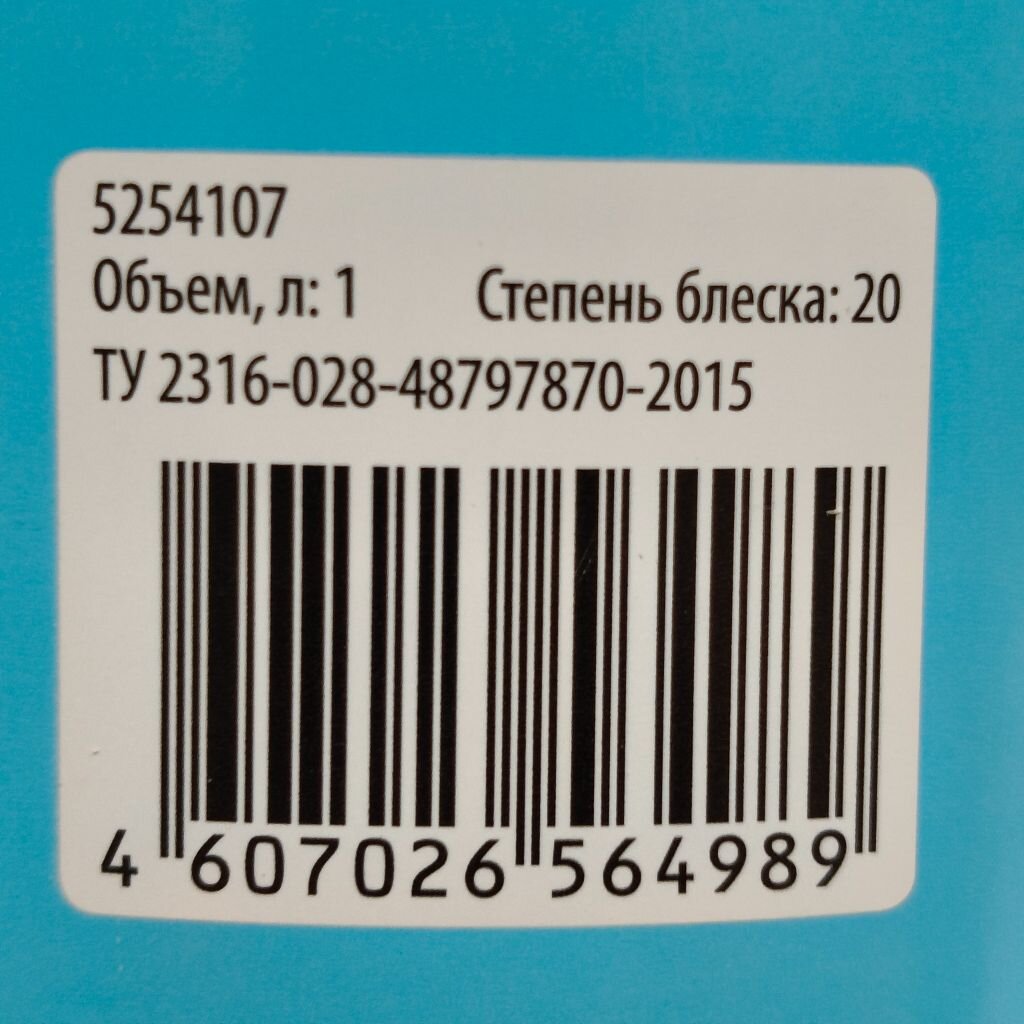 5254107
Объем, л: 1 Степень блеска: 20
ТУ 2316-028-48797870-2015
4 607026 564989